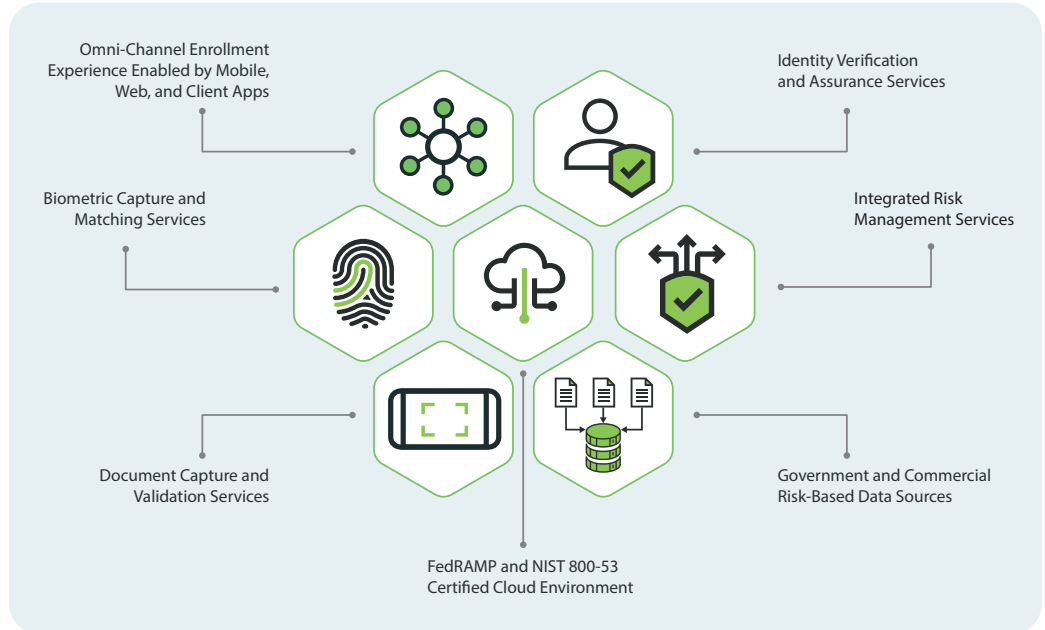 Omni-Channel Enrollment
Experience Enabled by Mobile,
Web, and Client Apps
Identity Verification
and Assurance Services
Biometric Capture and
Matching Services
Integrated Risk
Management Services
Document Capture and
Validation Services
Government and Commercial
Risk-Based Data Sources
FedRAMP and NIST 800-53
Certified Cloud Environment